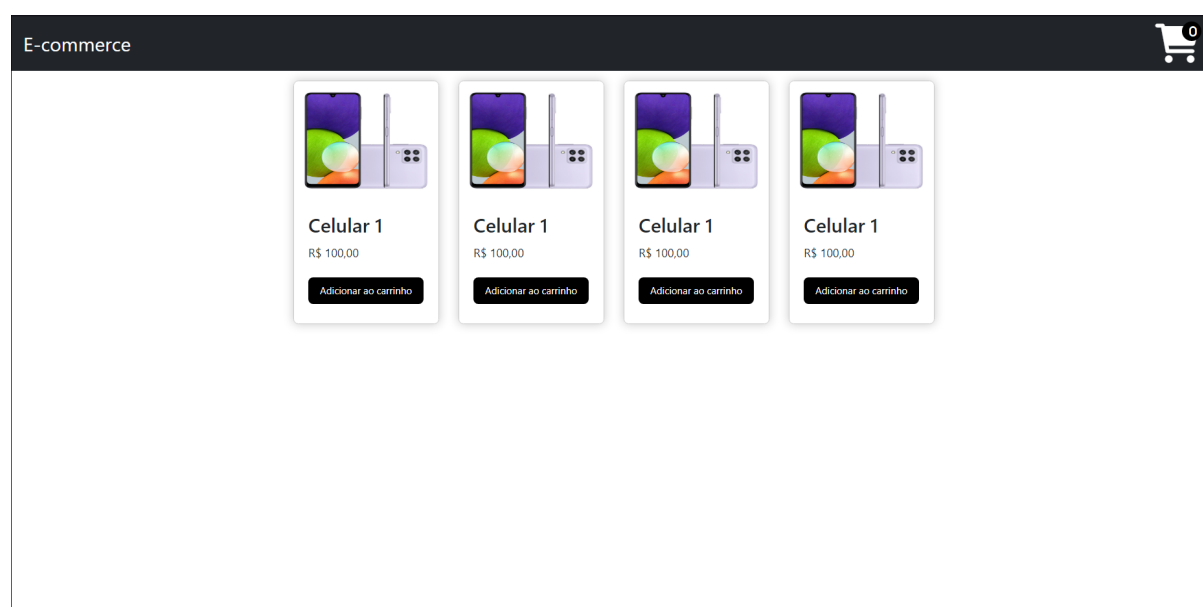 E-commerce
0
Celular 1
R$ 100,00
Adicionar ao carrinho
Celular 1
R$ 100,00
Adicionar ao carrinho
Celular 1
R$ 100,00
Adicionar ao carrinho
Celular 1
R$ 100,00
Adicionar ao carrinho